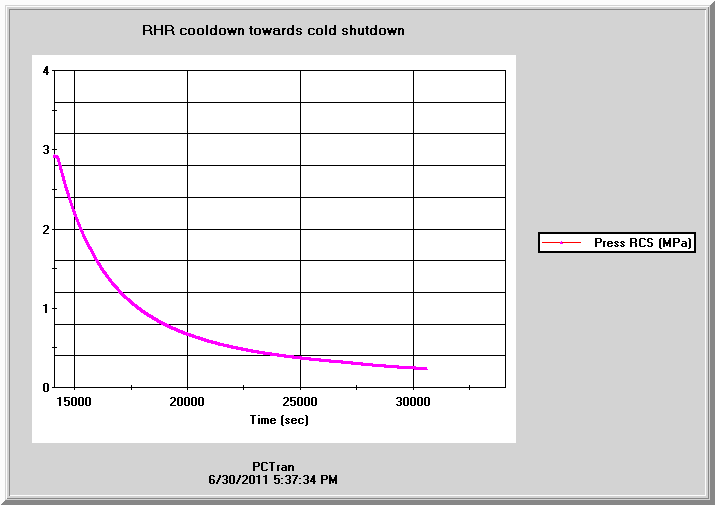 RHR cooldown towards cold shutdown
4
3
2
1
0
15000 20000 25000 30000
Time (sec)
Press RCS (MPa)
PCTran
6/30/2011 5:37:34 PM